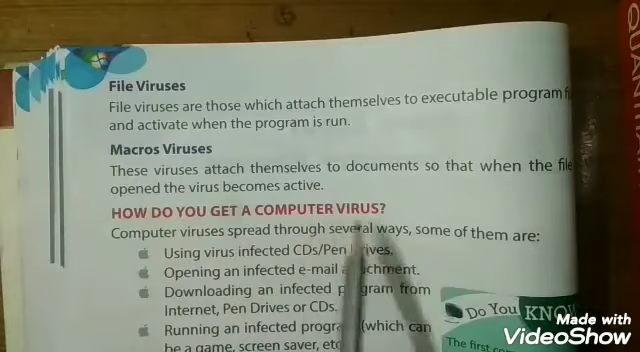 File Viruses
File viruses are those which attach themselves to executable program
and activate when the program is run.
Macros Viruses
These viruses attach themselves to documents so that when the file
opened the virus becomes active.
HOW DO YOU GET A COMPUTER VIRUS?
Computer viruses spread through several ways, some of them are:
Using virus infected CDs/Pen
Opening an infected e-mail
Downloading an infected from
Internet, Pen Drives or CDs.
Running an infected (which can
be a game, screen saver,
Do You KNOW
The first
Made with
VideoShow